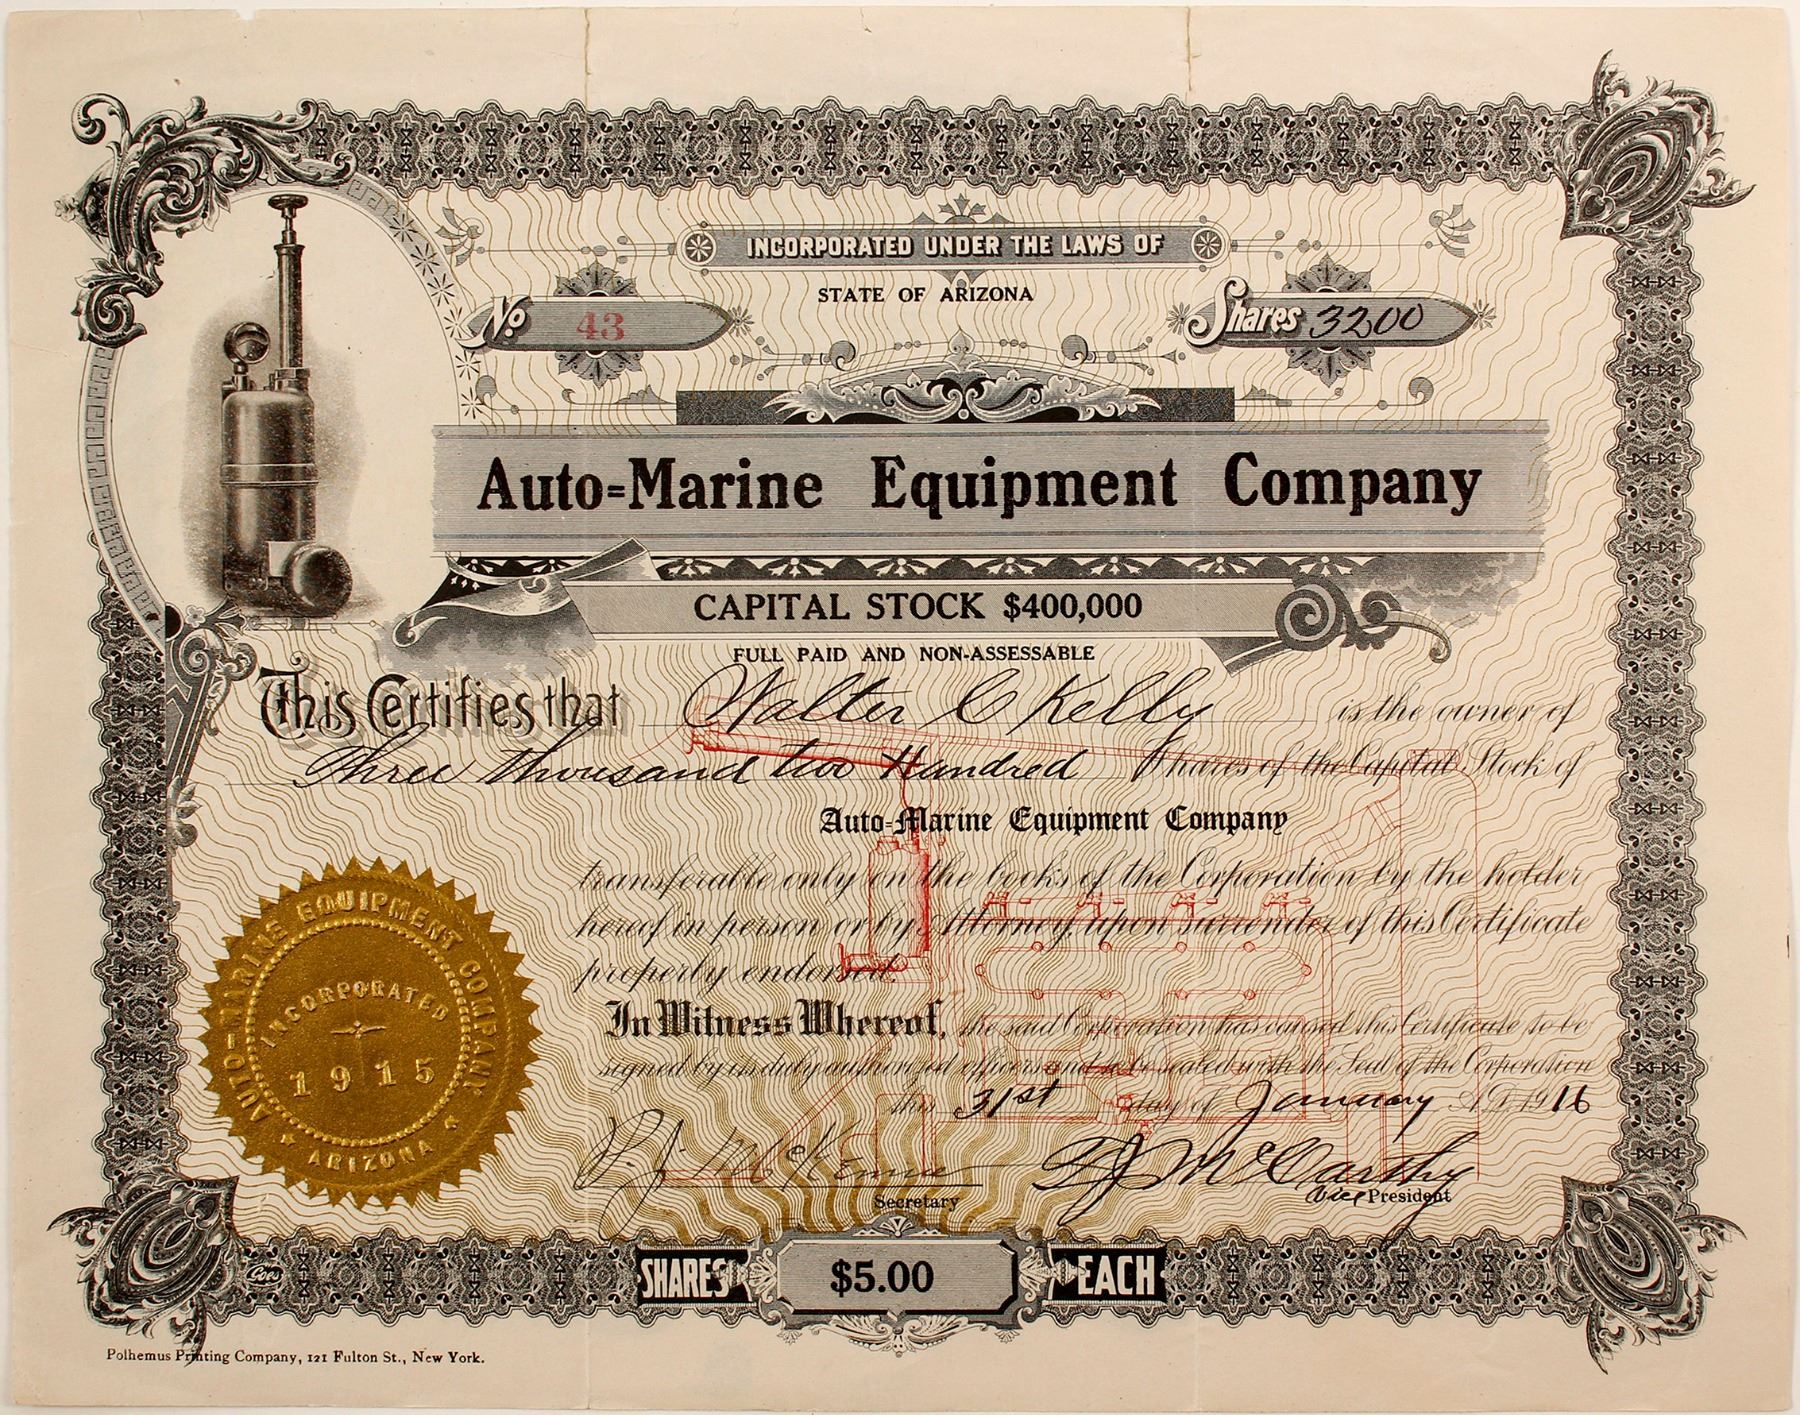 INCORPORATED UNDER THE LAWS OF
STATE OF ARIZONA
No 43
Shares 3200
Auto=Marine Equipment Company
CAPITAL STOCK $400,000
FULL PAID AND NON-ASSESSABLE
This Certifies that Walter C Kelly is the owner of
Three thousand two Hundred Shares of the Capital Stock of
Auto-Marine Equipment Company
transferable only on the books of the Corporation by the holder
hereof in person or by Attorney, upon surrender of this Certificate
properly endorsed.
In Witness Whereof, the said Corporation has caused this Certificate to be
signed by its duly authorized officers and to be sealed with the Seal of the Corporation
this 31st day of January A.D. 1916
P. J. McKenna
Secretary
McCarthy
Vice President
AUTO-MARINE EQUIPMENT COMPANY
INCORPORATED
1915
ARIZONA
SHARES $5.00 EACH
Goes
Polhemus Printing Company, 121 Fulton St., New York.